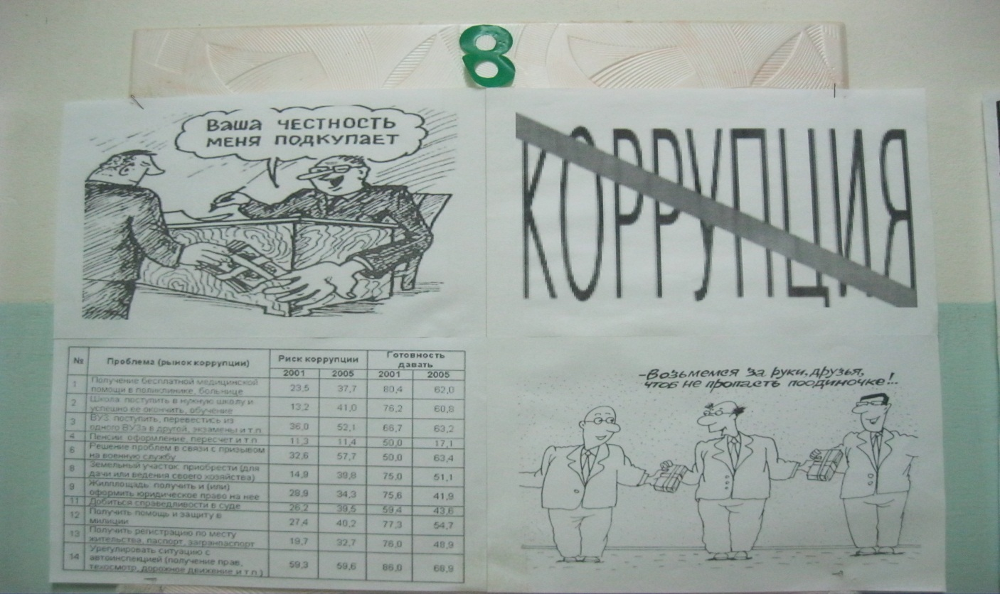 8
Ваша ЧЕСТНОСТЬ
МЕНЯ ПОДКУПАЕТ
КОРРУПЦИЯ
№ Проблема (рынок коррупции) Риск коррупции Готовность давать
2001 2005 2001 2005
1 Получение бесплатной медицинской помощи в поликлинике, больнице 23,5 37,7 80,4 62,0
2 Школа: поступить в нужную школу и успешно ее окончить, обучение 13,2 41,0 76,2 60,8
3 ВУЗ: поступить, перевестись из одного ВУЗа в другой, экзамены и т.п. 36,0 52,1 66,7 63,2
4 Пенсии: оформление, пересчет и т.п. 11,3 11,4 50,0 17,1
6 Решение проблем в связи с призывом на военную службу 32,6 57,7 50,0 63,4
8 Земельный участок: приобрести (для дачи или ведения своего хозяйства) 14,9 39,8 75,0 51,1
9 Жилплощадь: получить и (или) оформить юридическое право на нее 28,9 34,3 75,6 41,9
11 Добиться справедливости в суде 26,2 39,5 59,4 43,6
12 Получить помощь и защиту в милиции 27,4 40,2 77,3 54,7
13 Получить регистрацию по месту жительства, паспорт, загранпаспорт 19,7 32,7 76,0 48,9
14 Урегулировать ситуацию с автоинспекцией (получение прав, техосмотр, дорожное движение и т.п.) 59,3 59,6 86,0 66,9
–Возьмемся за руки, друзья,
чтоб не пропасть поодиночке!..